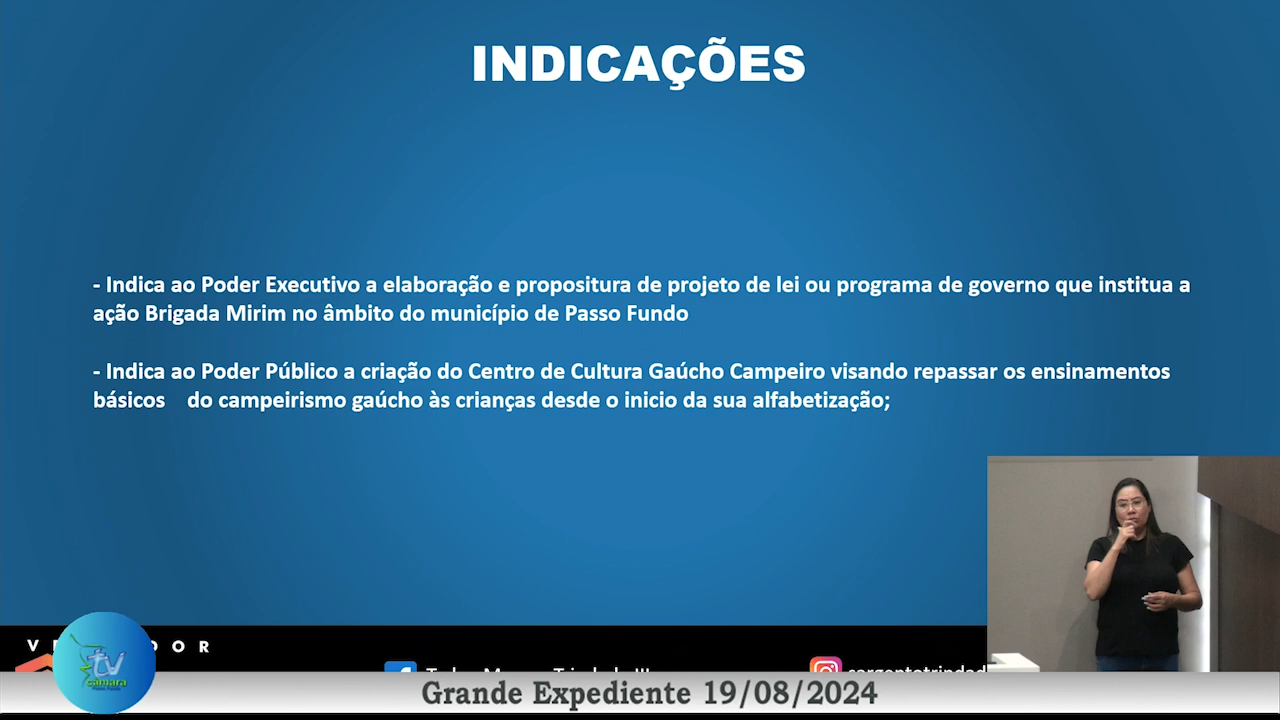 INDICAÇÕES
- Indica ao Poder Executivo a elaboração e propositura de projeto de lei ou programa de governo que institua a
ação Brigada Mirim no âmbito do município de Passo Fundo
- Indica ao Poder Público a criação do Centro de Cultura Gaúcho Campeiro visando repassar os ensinamentos
básicos do campeirismo gaúcho às crianças desde o inicio da sua alfabetização;
tv
camara
Grande Expediente 19/08/2024